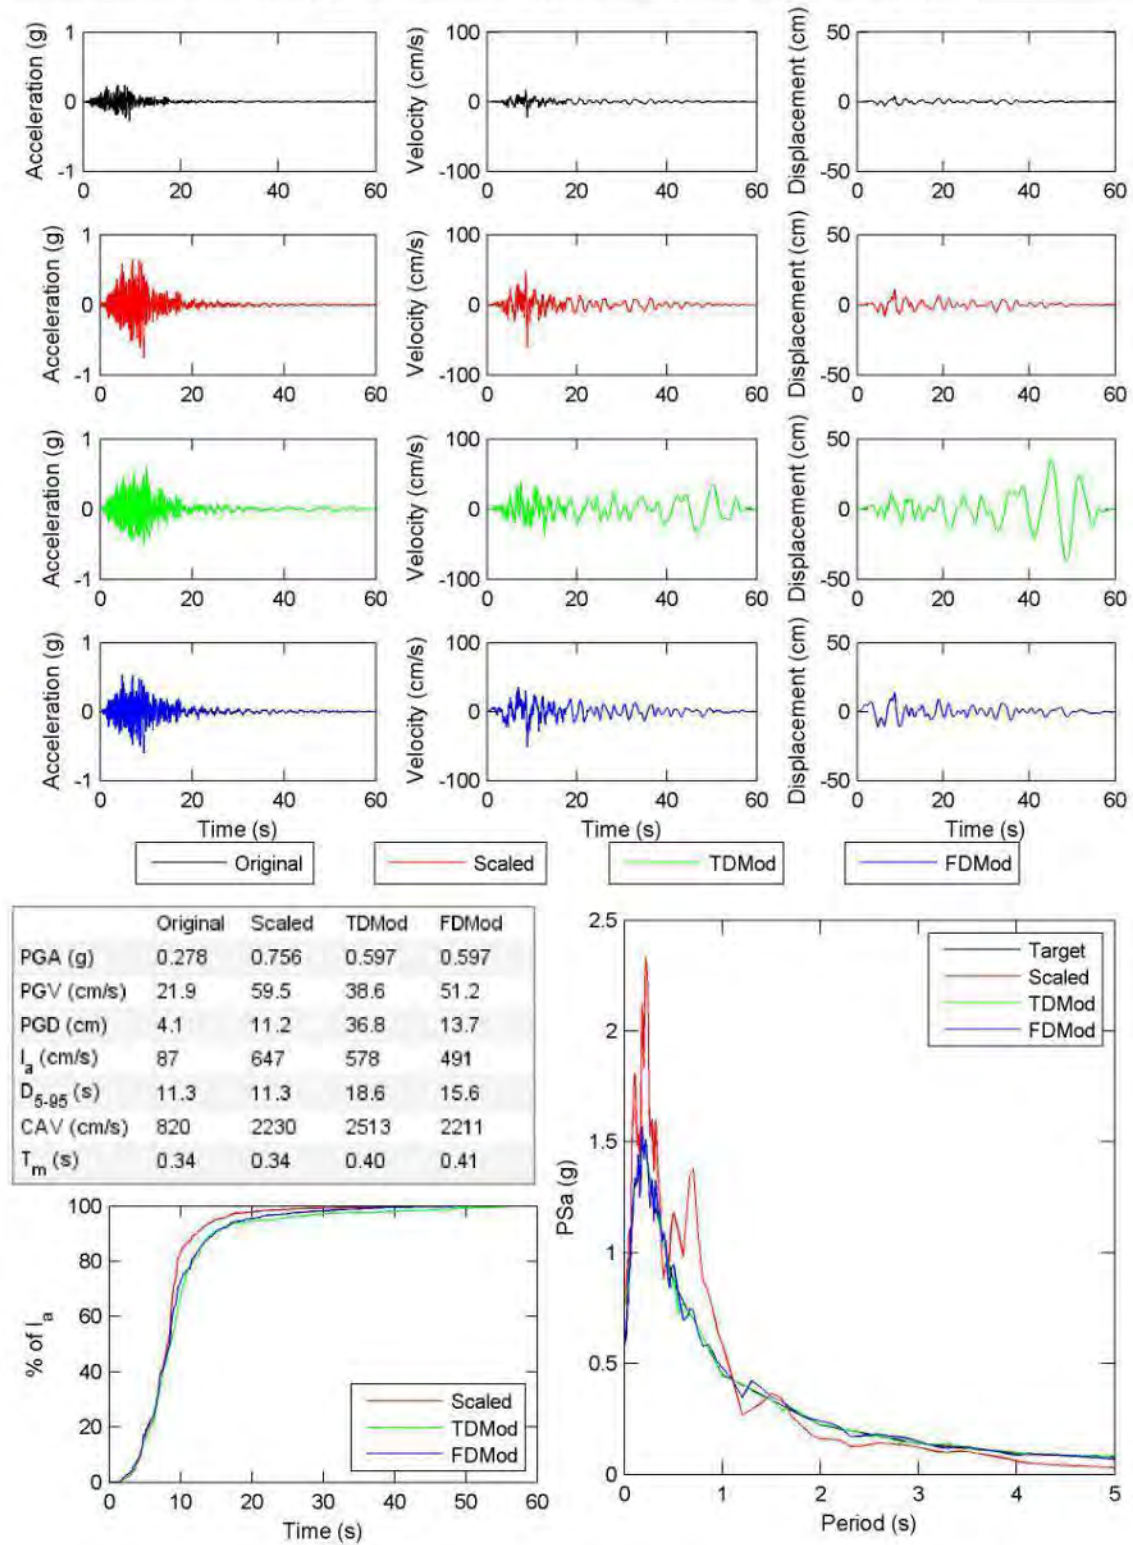 Acceleration (g)
1
0
-1
0 20 40 60
Velocity (cm/s)
100
0
-100
0 20 40 60
Displacement (cm)
50
0
-50
0 20 40 60
Acceleration (g)
1
0
-1
0 20 40 60
Velocity (cm/s)
100
0
-100
0 20 40 60
Displacement (cm)
50
0
-50
0 20 40 60
Acceleration (g)
1
0
-1
0 20 40 60
Velocity (cm/s)
100
0
-100
0 20 40 60
Displacement (cm)
50
0
-50
0 20 40 60
Acceleration (g)
1
0
-1
0 20 40 60
Time (s)
Velocity (cm/s)
100
0
-100
0 20 40 60
Time (s)
Displacement (cm)
50
0
-50
0 20 40 60
Time (s)
Original Scaled TDMod FDMod
Original Scaled TDMod FDMod
PGA (g) 0.278 0.756 0.597 0.597
PGV (cm/s) 21.9 59.5 38.6 51.2
PGD (cm) 4.1 11.2 36.8 13.7
Ia (cm/s) 87 647 578 491
D5-95 (s) 11.3 11.3 18.6 15.6
CAV (cm/s) 820 2230 2513 2211
Tm (s) 0.34 0.34 0.40 0.41
% of Ia
100
80
60
40
20
0
0 10 20 30 40 50 60
Time (s)
Scaled
TDMod
FDMod
PSa (g)
2.5
2
1.5
1
0.5
0
0 1 2 3 4 5
Period (s)
Target
Scaled
TDMod
FDMod